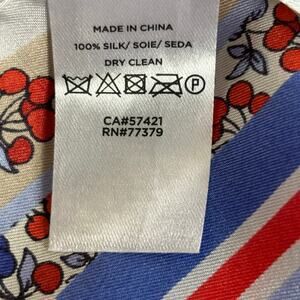 MADE IN CHINA
100% SILK/ SOIE/ SEDA
DRY CLEAN
P
CA#57421
RN#77379